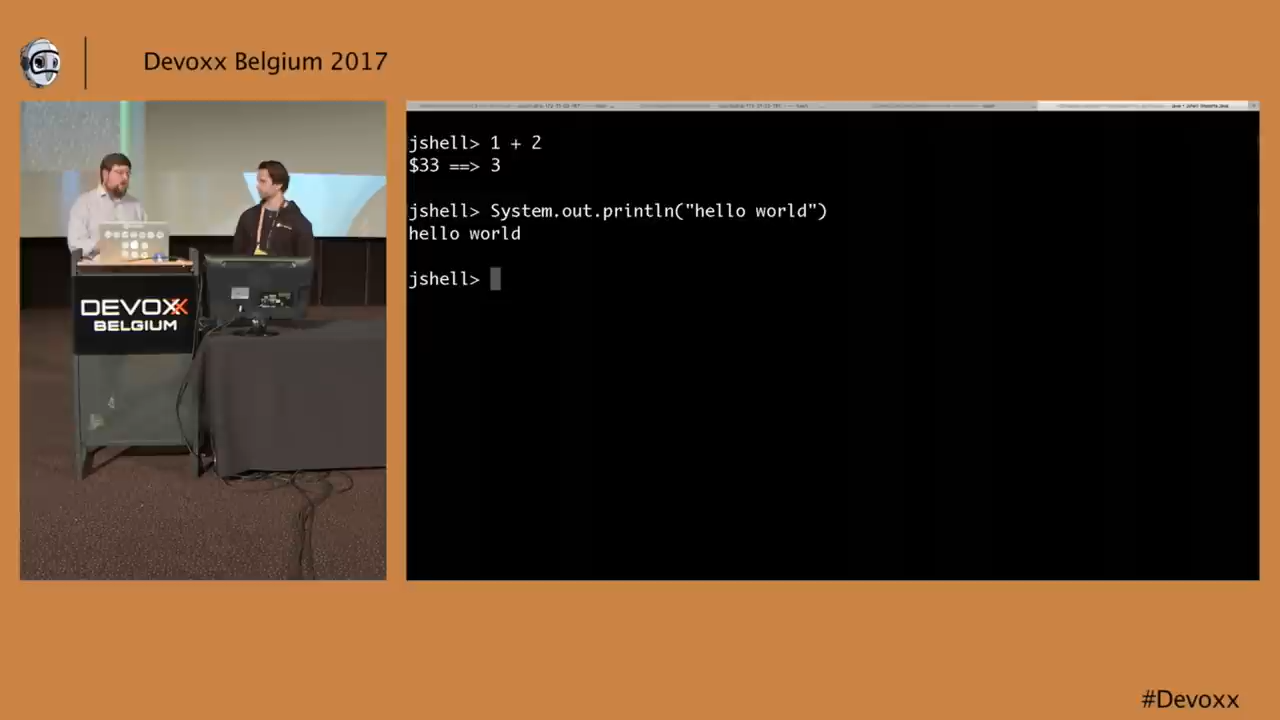 Devoxx Belgium 2017
jshell> 1 + 2
$33 ==> 3
jshell> System.out.println("hello world")
hello world
jshell>
DEVOXX
BELGIUM
#Devoxx